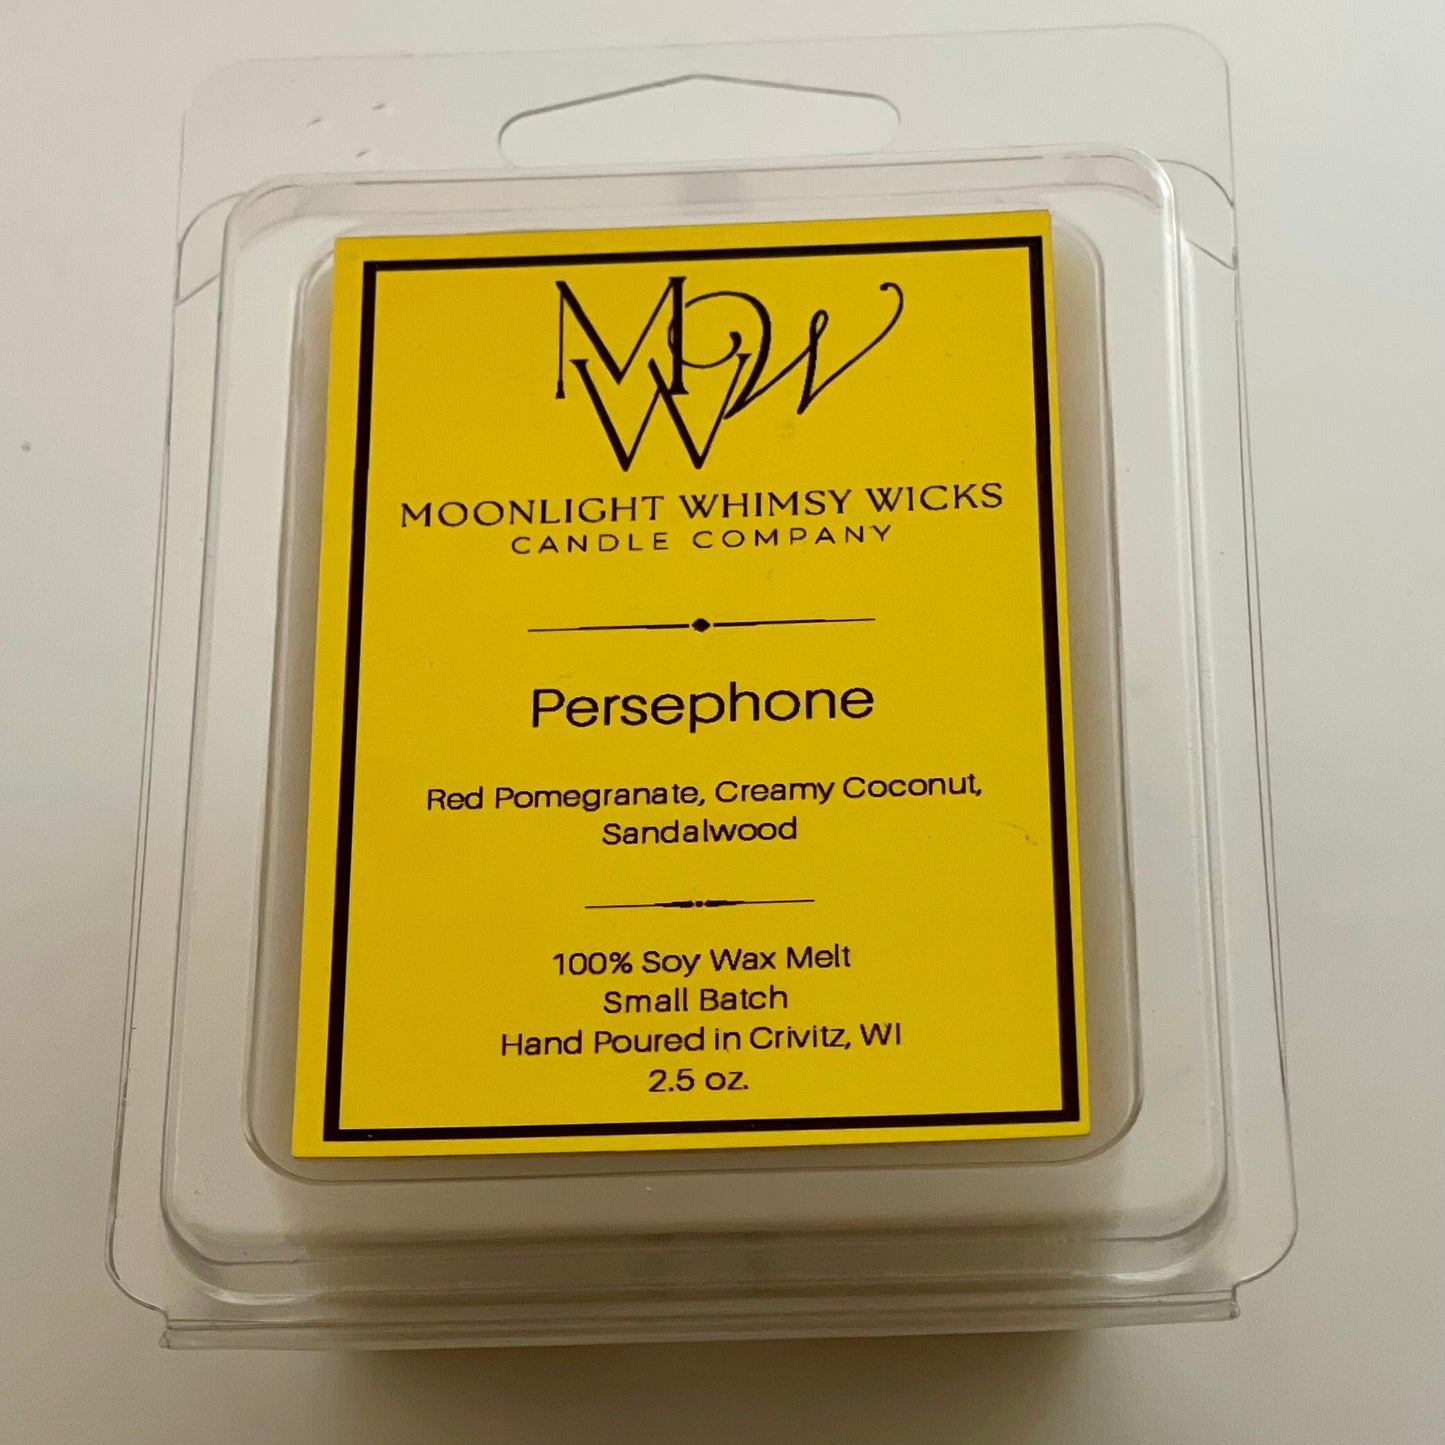 MWW
MOONLIGHT WHIMSY WICKS
CANDLE COMPANY
Persephone
Red Pomegranate, Creamy Coconut,
Sandalwood
100% Soy Wax Melt
Small Batch
Hand Poured in Crivitz, WI
2.5 oz.